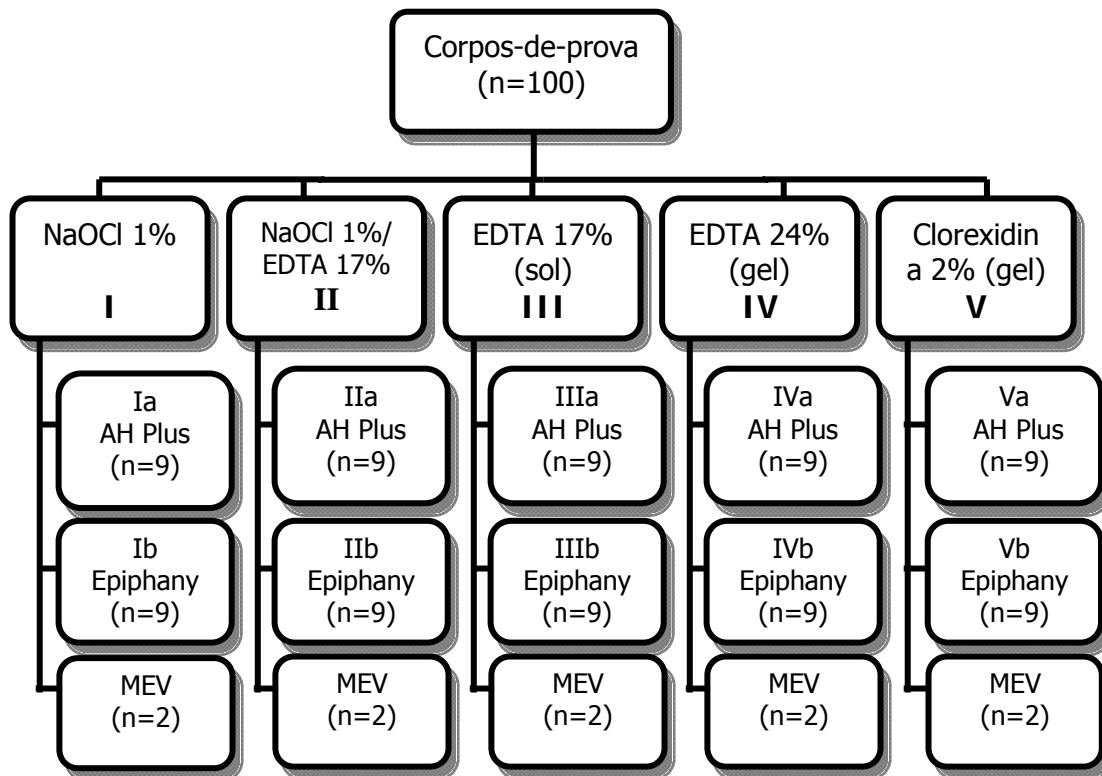 Corpos-de-prova
(n=100)
NaOCl 1%
I
NaOCl 1%/
EDTA 17%
II
EDTA 17%
(sol)
III
EDTA 24%
(gel)
IV
Clorexidin
a 2% (gel)
V
Ia
AH Plus
(n=9)
IIa
AH Plus
(n=9)
IIIa
AH Plus
(n=9)
IVa
AH Plus
(n=9)
Va
AH Plus
(n=9)
Ib
Epiphany
(n=9)
IIb
Epiphany
(n=9)
IIIb
Epiphany
(n=9)
IVb
Epiphany
(n=9)
Vb
Epiphany
(n=9)
MEV
(n=2)
MEV
(n=2)
MEV
(n=2)
MEV
(n=2)
MEV
(n=2)